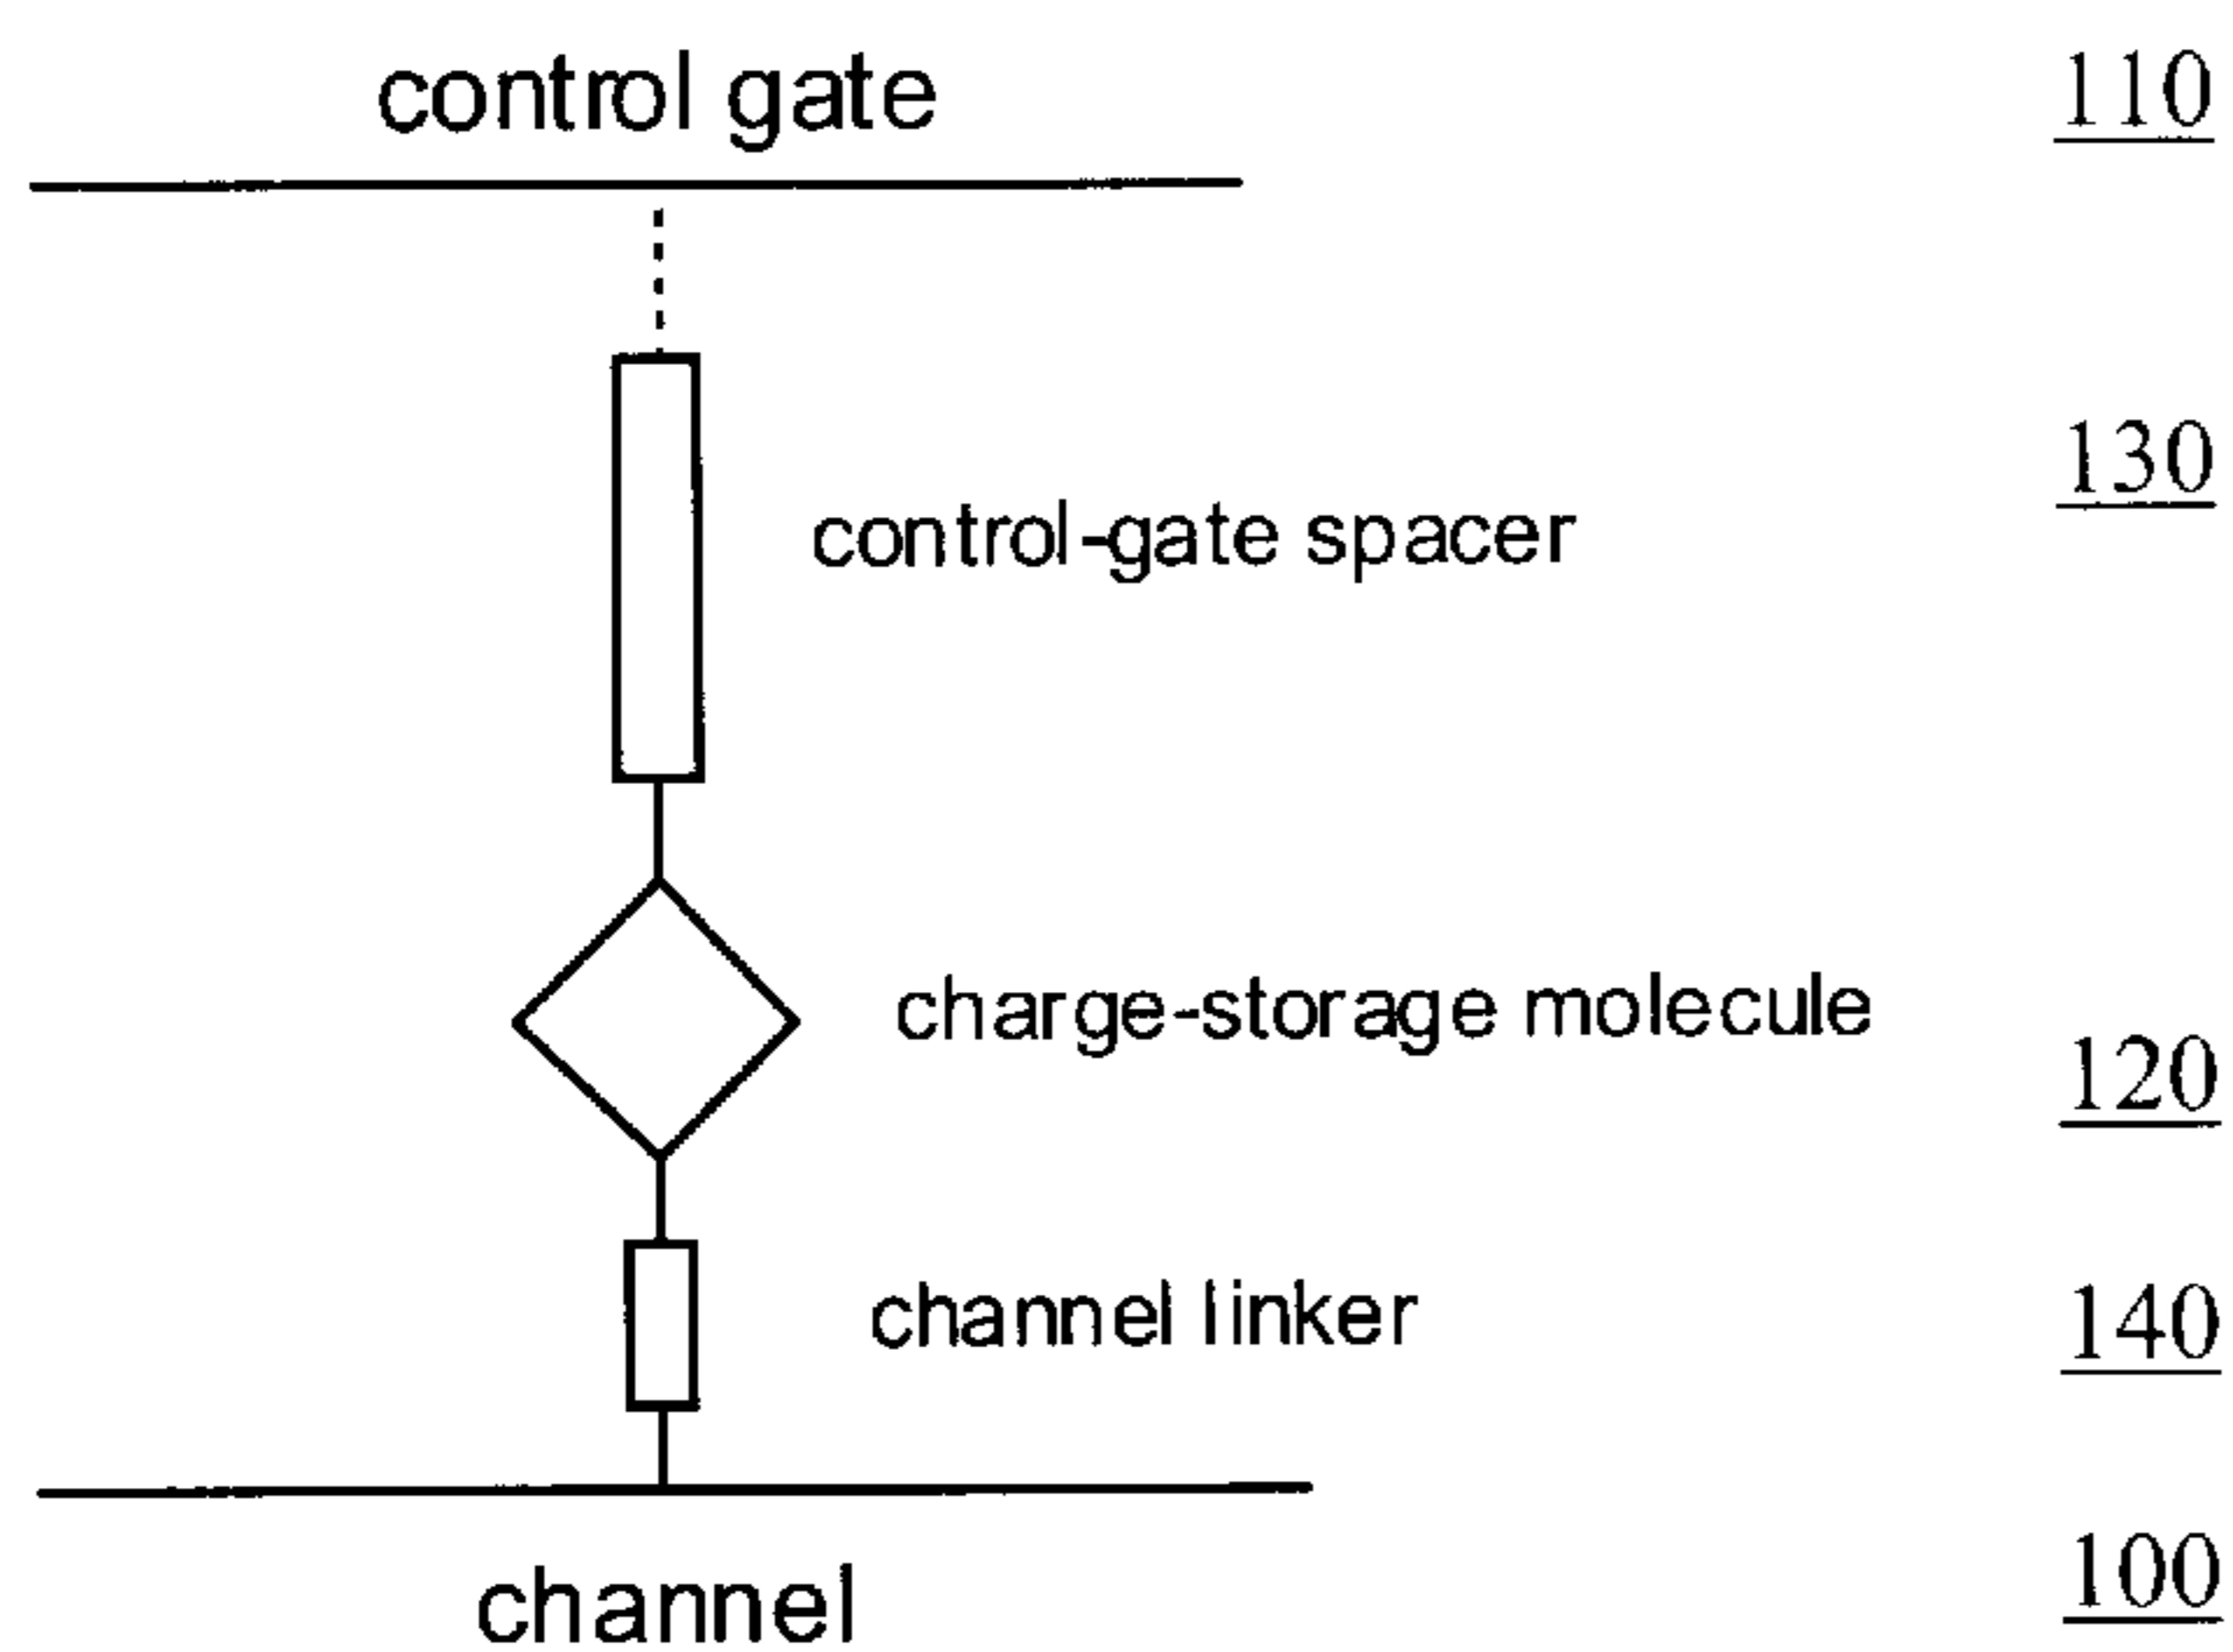 control gate 110
130
control-gate spacer
charge-storage molecule
120
channel linker 140
channel 100